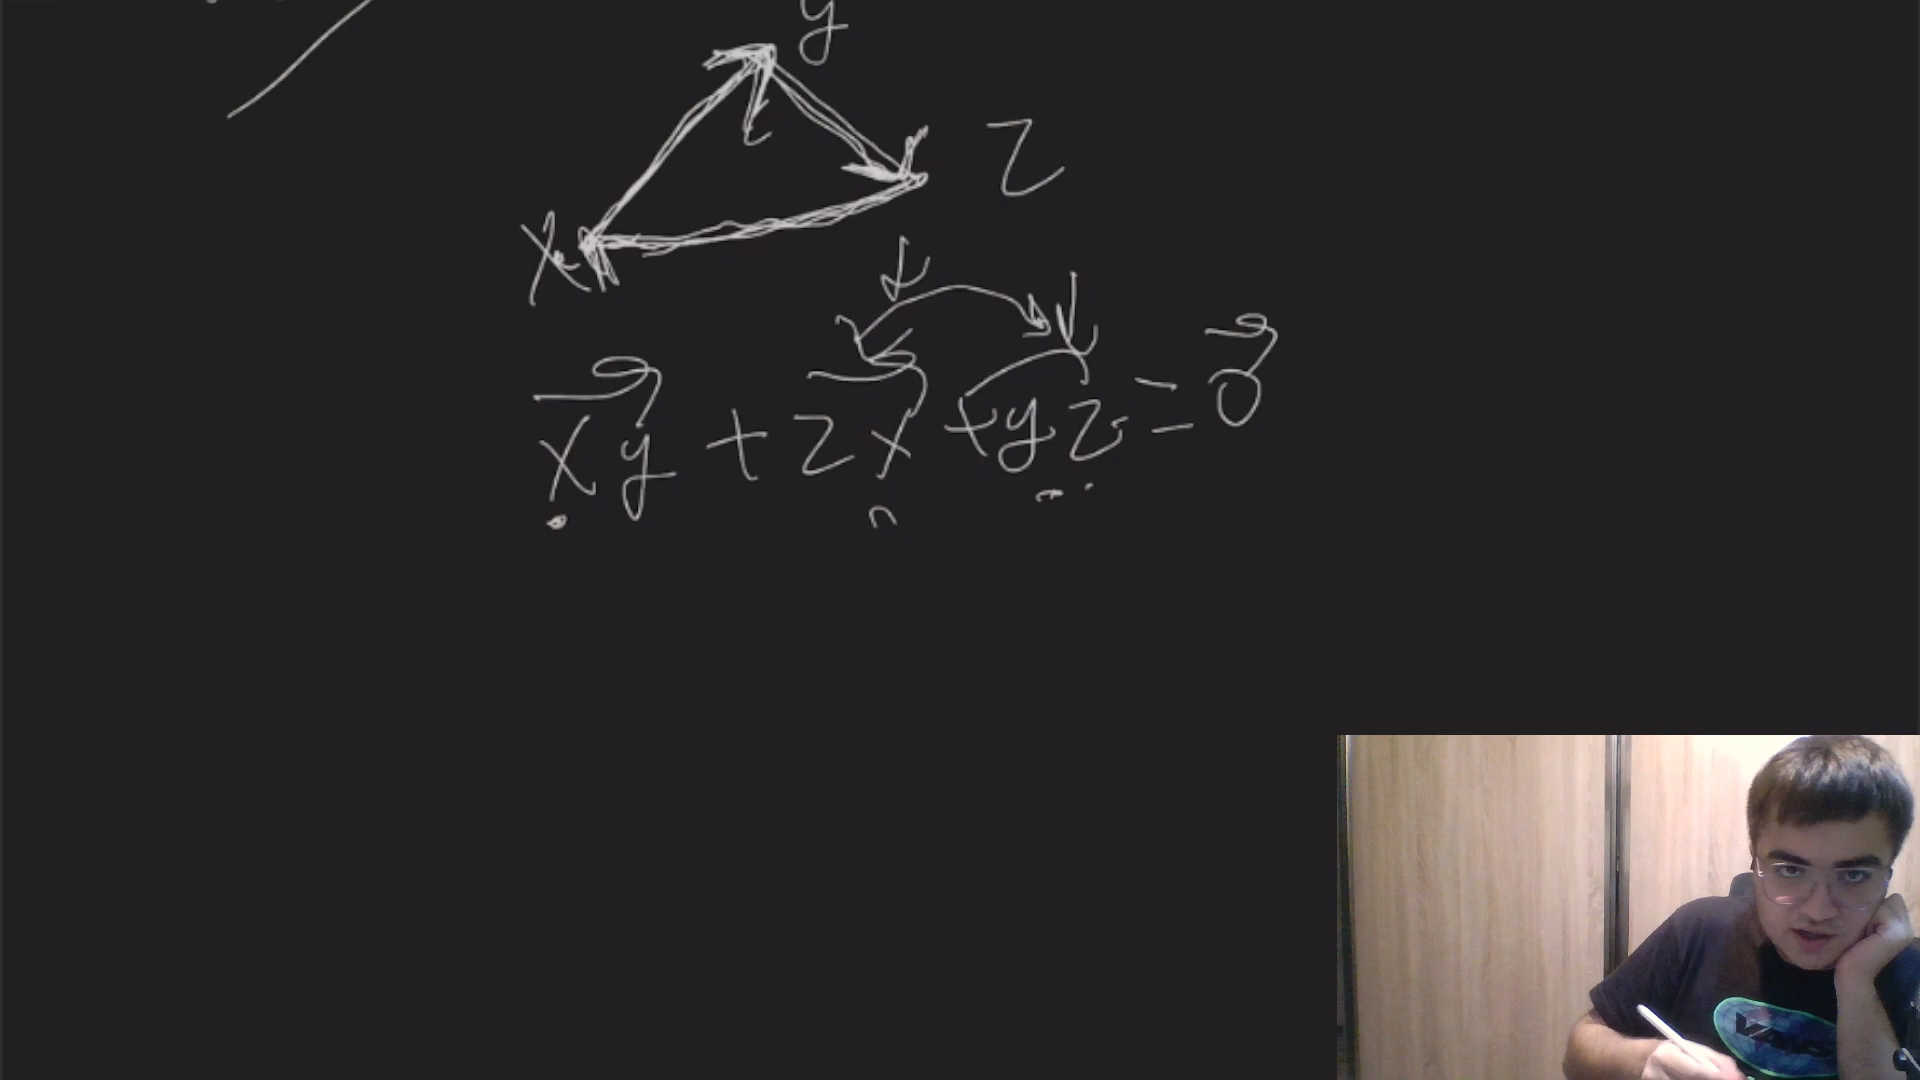 y
z
x
xy + zx + yz = 0